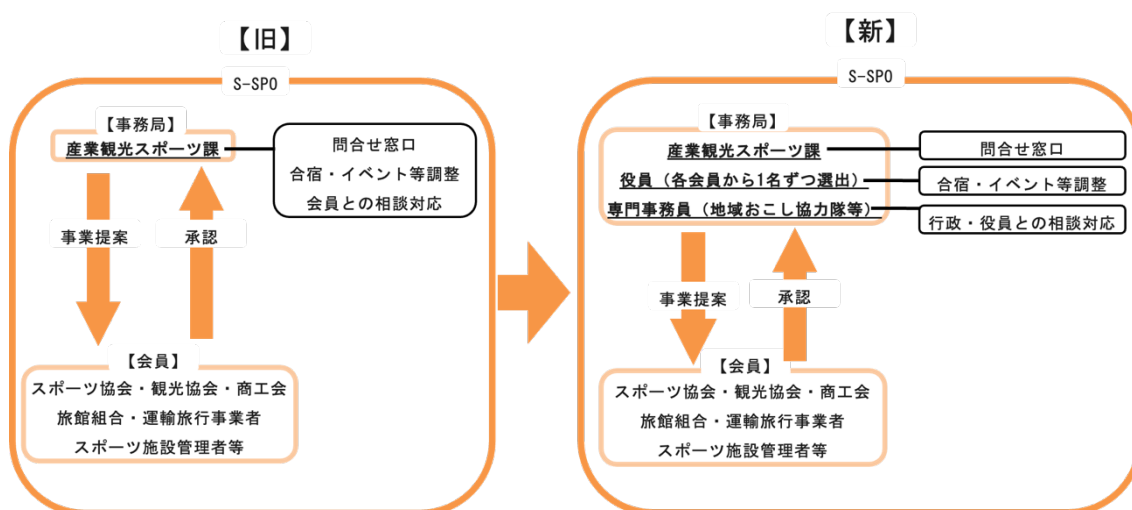 【旧】
S-SPO
【事務局】
産業観光スポーツ課
問合せ窓口
合宿・イベント等調整
会員との相談対応
事業提案
承認
【会員】
スポーツ協会・観光協会・商工会
旅館組合・運輸旅行事業者
スポーツ施設管理者等
【新】
S-SPO
【事務局】
産業観光スポーツ課
問合せ窓口
役員（各会員から1名ずつ選出）
合宿・イベント等調整
専門事務員（地域おこし協力隊等）
行政・役員との相談対応
事業提案
承認
【会員】
スポーツ協会・観光協会・商工会
旅館組合・運輸旅行事業者
スポーツ施設管理者等